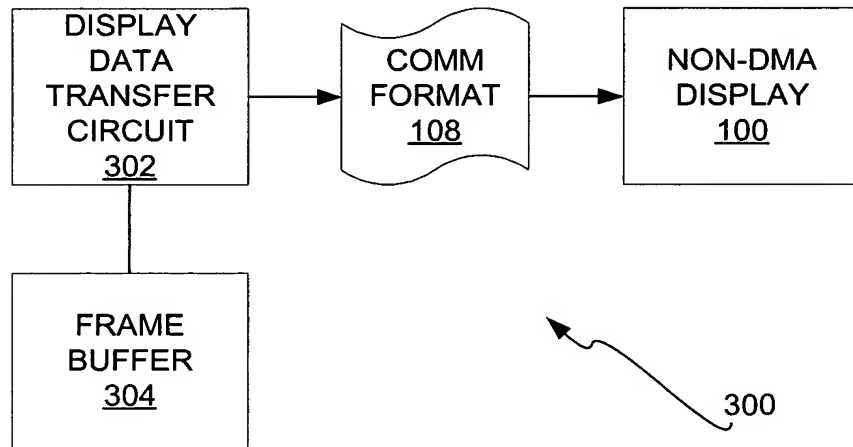 DISPLAY
DATA
TRANSFER
CIRCUIT
302
COMM
FORMAT
108
NON-DMA
DISPLAY
100
FRAME
BUFFER
304
300